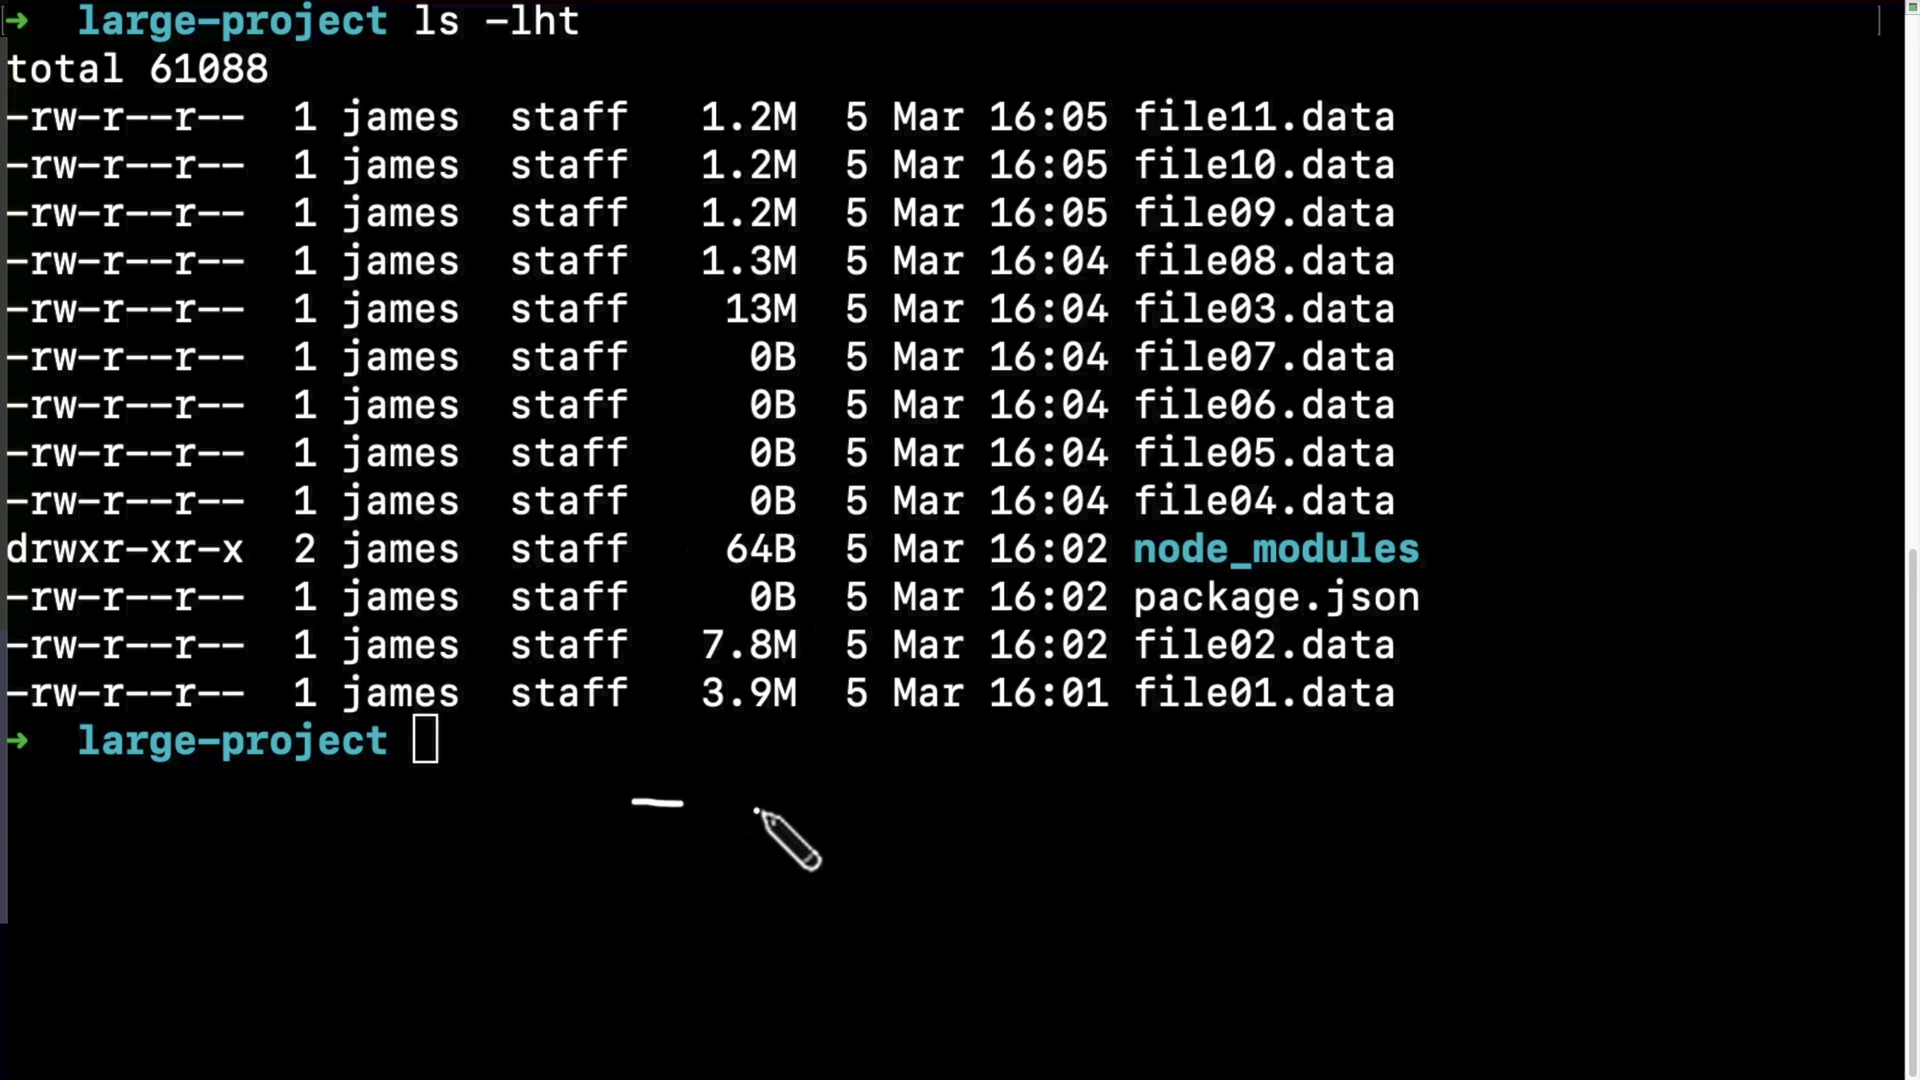 ➜ large-project ls -lht
total 61088
-rw-r--r-- 1 james staff 1.2M 5 Mar 16:05 file11.data
-rw-r--r-- 1 james staff 1.2M 5 Mar 16:05 file10.data
-rw-r--r-- 1 james staff 1.2M 5 Mar 16:05 file09.data
-rw-r--r-- 1 james staff 1.3M 5 Mar 16:04 file08.data
-rw-r--r-- 1 james staff 13M 5 Mar 16:04 file03.data
-rw-r--r-- 1 james staff 0B 5 Mar 16:04 file07.data
-rw-r--r-- 1 james staff 0B 5 Mar 16:04 file06.data
-rw-r--r-- 1 james staff 0B 5 Mar 16:04 file05.data
-rw-r--r-- 1 james staff 0B 5 Mar 16:04 file04.data
drwxr-xr-x 2 james staff 64B 5 Mar 16:02 node_modules
-rw-r--r-- 1 james staff 0B 5 Mar 16:02 package.json
-rw-r--r-- 1 james staff 7.8M 5 Mar 16:02 file02.data
-rw-r--r-- 1 james staff 3.9M 5 Mar 16:01 file01.data
➜ large-project